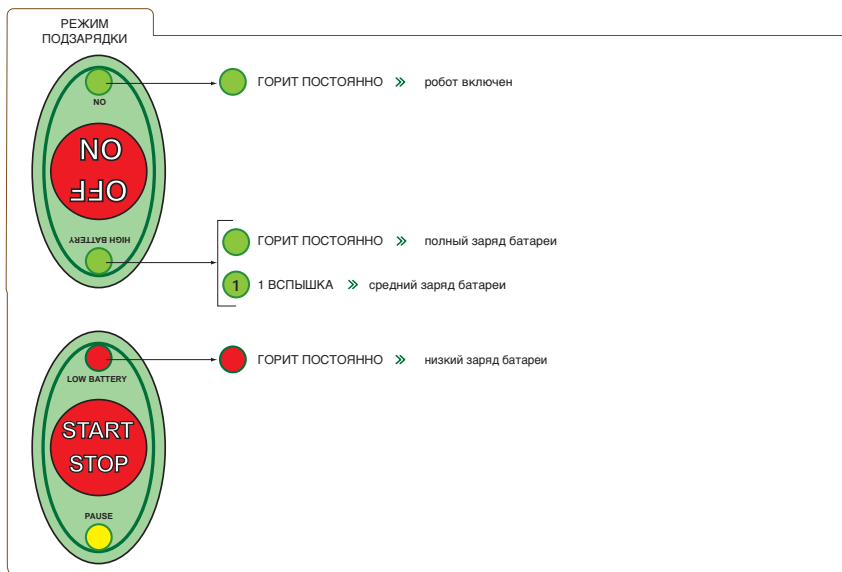 РЕЖИМ
ПОДЗАРЯДКИ
ГОРИТ ПОСТОЯННО » робот включен
ON
ON
OFF
HIGH BATTERY
ГОРИТ ПОСТОЯННО » полный заряд батареи
1 1 ВСПЫШКА » средний заряд батареи
ГОРИТ ПОСТОЯННО » низкий заряд батареи
LOW BATTERY
START
STOP
PAUSE